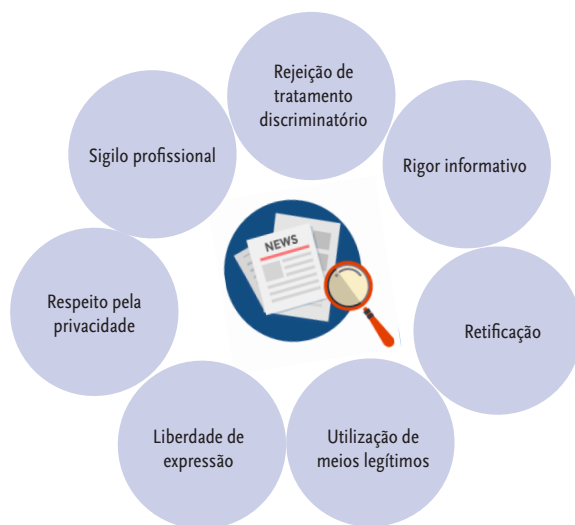 Rejeição de
tratamento
discriminatório
Rigor informativo
Retificação
Utilização de
meios legítimos
Liberdade de
expressão
Respeito pela
privacidade
Sigilo profissional
NEWS